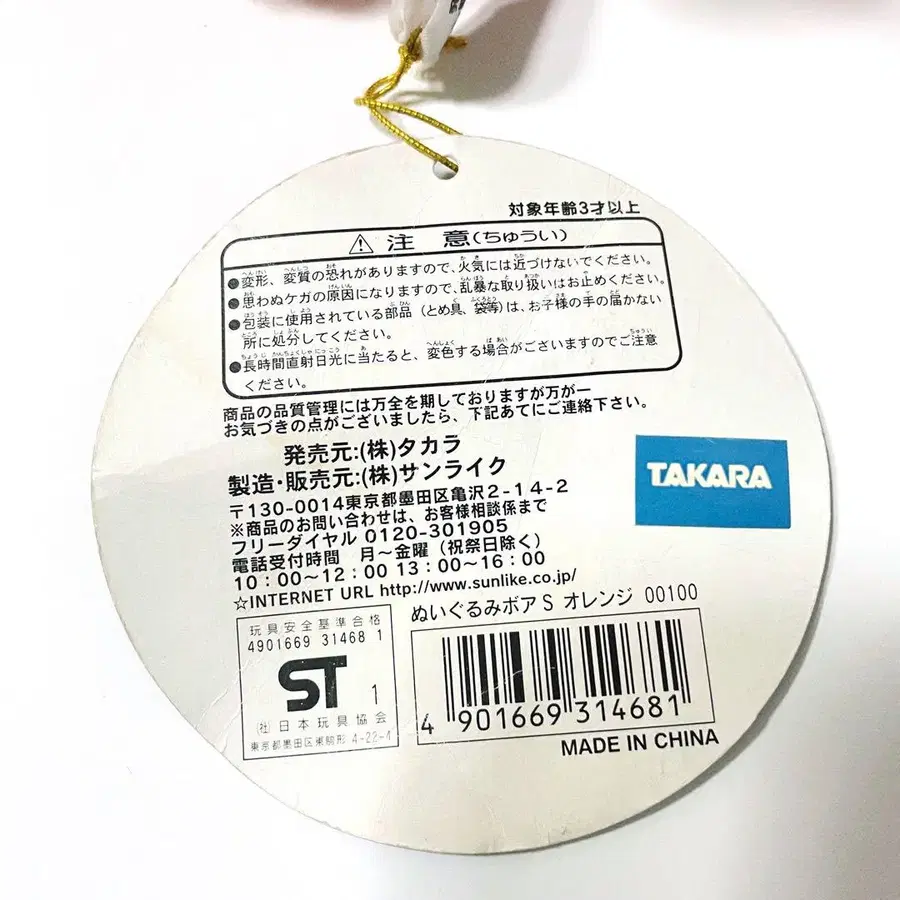 対象年齢3才以上
⚠ 注 意(ちゅうい)
●変形、変質の恐れがありますので、火気には近づけないでください。
●思わぬケガの原因になりますので、乱暴な取り扱いはお止めください。
●包装に使用されている部品(とめ具、袋等)は、お子様の手の届かない
所に処分してください。
●長時間直射日光に当たると、変色する場合がございますのでご注意
ください。
商品の品質管理には万全を期しておりますが万が一
お気づきの点がございましたら、下記あてにご連絡下さい。
発売元:(株)タカラ
製造・販売元:(株)サンライク
〒130-0014東京都墨田区亀沢2-14-2
※商品のお問い合わせは、お客様相談係まで
フリーダイヤル 0120-301905
電話受付時間 月～金曜(祝祭日除く)
10:00～12:00 13:00～16:00
☆INTERNET URL http://www.sunlike.co.jp/
TAKARA
玩具安全基準合格
4901669 31468 1
ST 1
(社)日本玩具協会
東京都墨田区東駒形 4-22-4
ぬいぐるみボア S オレンジ 00100
4 901669 314681
MADE IN CHINA